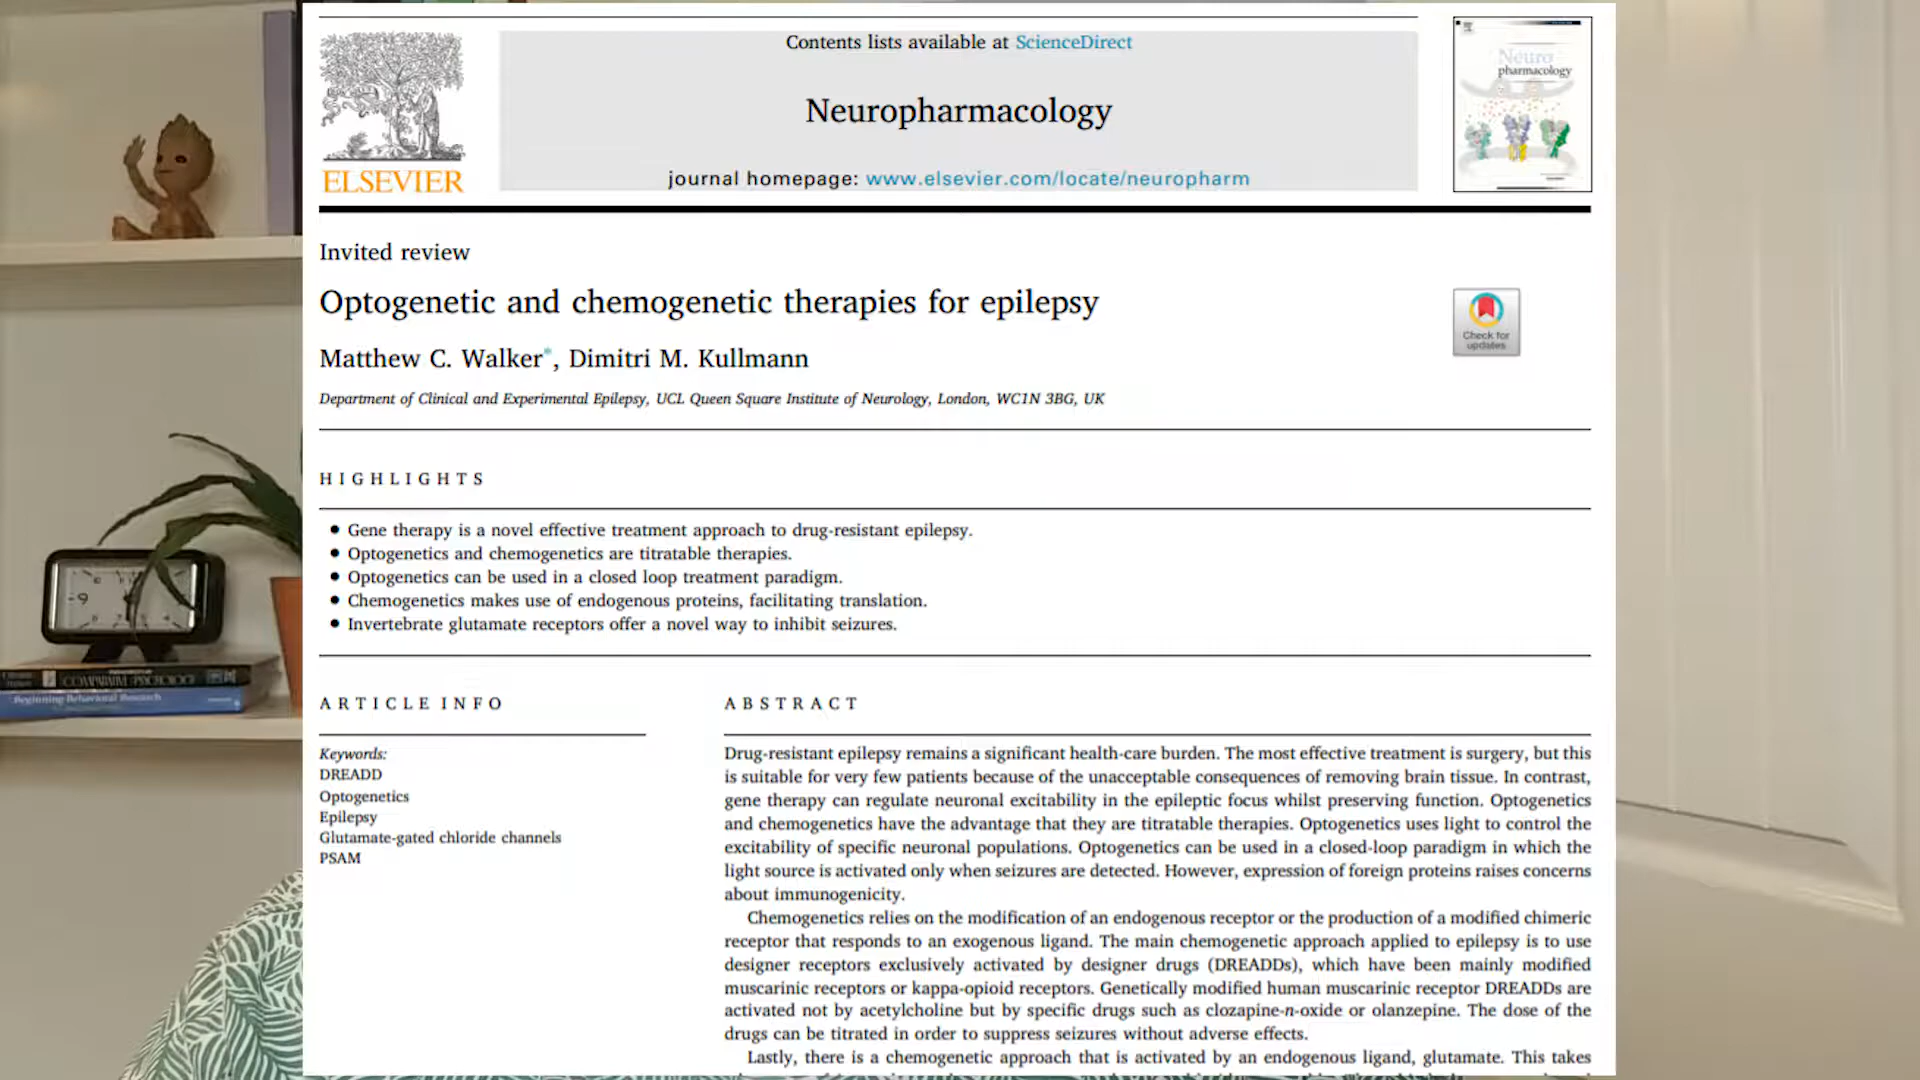 Contents lists available at ScienceDirect
Neuropharmacology
journal homepage: www.elsevier.com/locate/neuropharm
ELSEVIER
Neuro
pharmacology
Invited review
Optogenetic and chemogenetic therapies for epilepsy
Check for
updates
Matthew C. Walker*, Dimitri M. Kullmann
Department of Clinical and Experimental Epilepsy, UCL Queen Square Institute of Neurology, London, WC1N 3BG, UK
HIGHLIGHTS
● Gene therapy is a novel effective treatment approach to drug-resistant epilepsy.
● Optogenetics and chemogenetics are titratable therapies.
● Optogenetics can be used in a closed loop treatment paradigm.
● Chemogenetics makes use of endogenous proteins, facilitating translation.
● Invertebrate glutamate receptors offer a novel way to inhibit seizures.
ARTICLE INFO
Keywords:
DREADD
Optogenetics
Epilepsy
Glutamate-gated chloride channels
PSAM
ABSTRACT
Drug-resistant epilepsy remains a significant health-care burden. The most effective treatment is surgery, but this
is suitable for very few patients because of the unacceptable consequences of removing brain tissue. In contrast,
gene therapy can regulate neuronal excitability in the epileptic focus whilst preserving function. Optogenetics
and chemogenetics have the advantage that they are titratable therapies. Optogenetics uses light to control the
excitability of specific neuronal populations. Optogenetics can be used in a closed-loop paradigm in which the
light source is activated only when seizures are detected. However, expression of foreign proteins raises concerns
about immunogenicity.
Chemogenetics relies on the modification of an endogenous receptor or the production of a modified chimeric
receptor that responds to an exogenous ligand. The main chemogenetic approach applied to epilepsy is to use
designer receptors exclusively activated by designer drugs (DREADDs), which have been mainly modified
muscarinic receptors or kappa-opioid receptors. Genetically modified human muscarinic receptor DREADDs are
activated not by acetylcholine but by specific drugs such as clozapine-n-oxide or olanzepine. The dose of the
drugs can be titrated in order to suppress seizures without adverse effects.
Lastly, there is a chemogenetic approach that is activated by an endogenous ligand, glutamate. This takes
9
COMPARATIVE PSYCHOLOGY
Beginning Behavioral Research